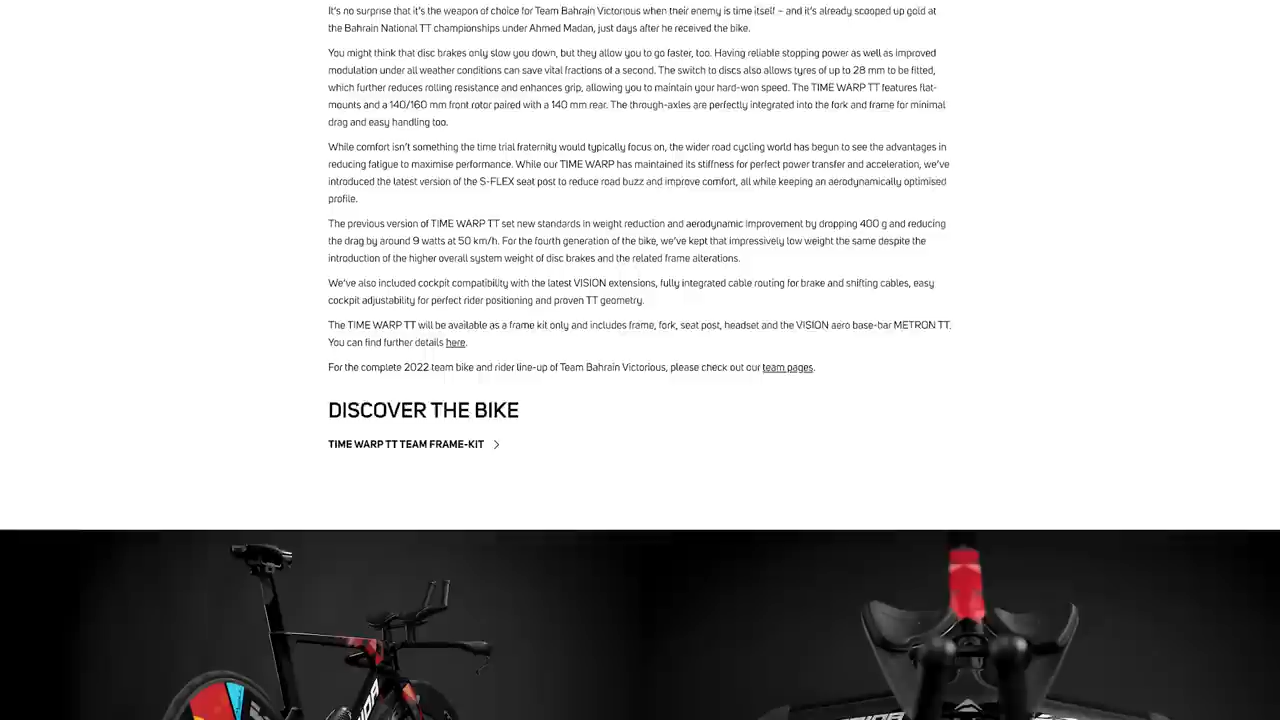 It's no surprise that it's the weapon of choice for Team Bahrain Victorious when their enemy is time itself – and it's already scooped up gold at
the Bahrain National TT championships under Ahmed Madan, just days after he received the bike.
You might think that disc brakes only slow you down, but they allow you to go faster, too. Having reliable stopping power as well as improved
modulation under all weather conditions can save vital fractions of a second. The switch to discs also allows tyres of up to 28 mm to be fitted,
which further reduces rolling resistance and enhances grip, allowing you to maintain your hard-won speed. The TIME WARP TT features flat-
mounts and a 140/160 mm front rotor paired with a 140 mm rear. The through-axles are perfectly integrated into the fork and frame for minimal
drag and easy handling too.
While comfort isn't something the time trial fraternity would typically focus on, the wider road cycling world has begun to see the advantages in
reducing fatigue to maximise performance. While our TIME WARP has maintained its stiffness for perfect power transfer and acceleration, we've
introduced the latest version of the S-FLEX seat post to reduce road buzz and improve comfort, all while keeping an aerodynamically optimised
profile.
The previous version of TIME WARP TT set new standards in weight reduction and aerodynamic improvement by dropping 400 g and reducing
the drag by around 9 watts at 50 km/h. For the fourth generation of the bike, we've kept that impressively low weight the same despite the
introduction of the higher overall system weight of disc brakes and the related frame alterations.
We've also included cockpit compatibility with the latest VISION extensions, fully integrated cable routing for brake and shifting cables, easy
cockpit adjustability for perfect rider positioning and proven TT geometry.
The TIME WARP TT will be available as a frame kit only and includes frame, fork, seat post, headset and the VISION aero base-bar METRON TT.
You can find further details here.
For the complete 2022 team bike and rider line-up of Team Bahrain Victorious, please check out our team pages.
DISCOVER THE BIKE
TIME WARP TT TEAM FRAME-KIT